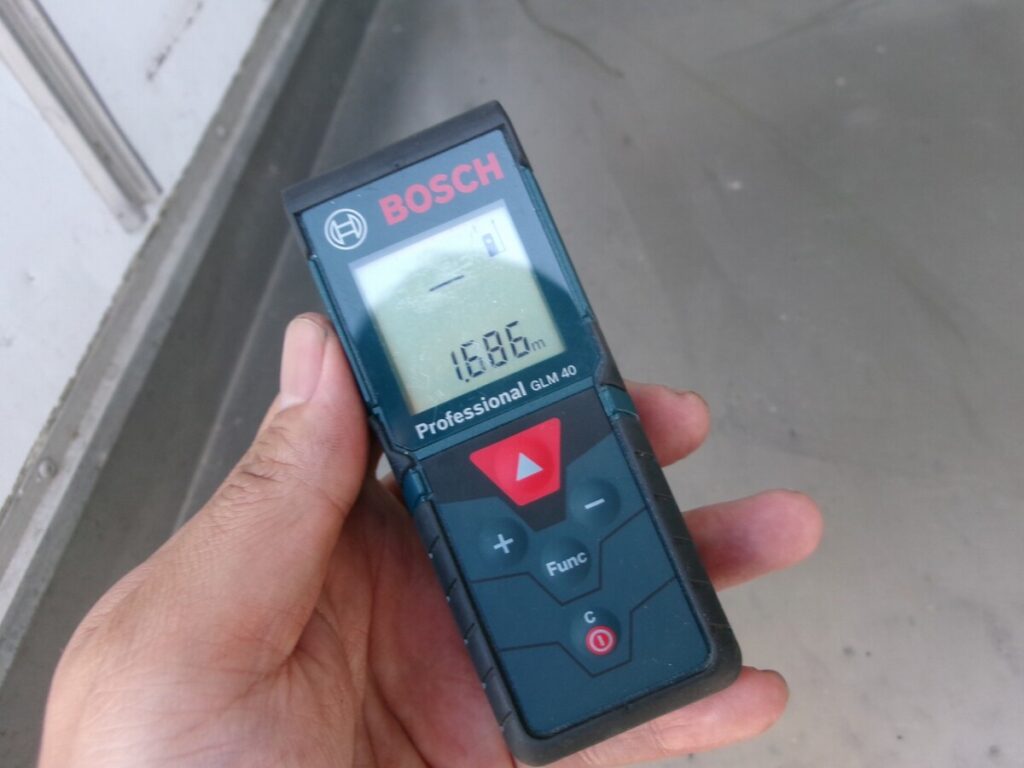 BOSCH
1.686m
Professional GLM 40
+ −
Func
C